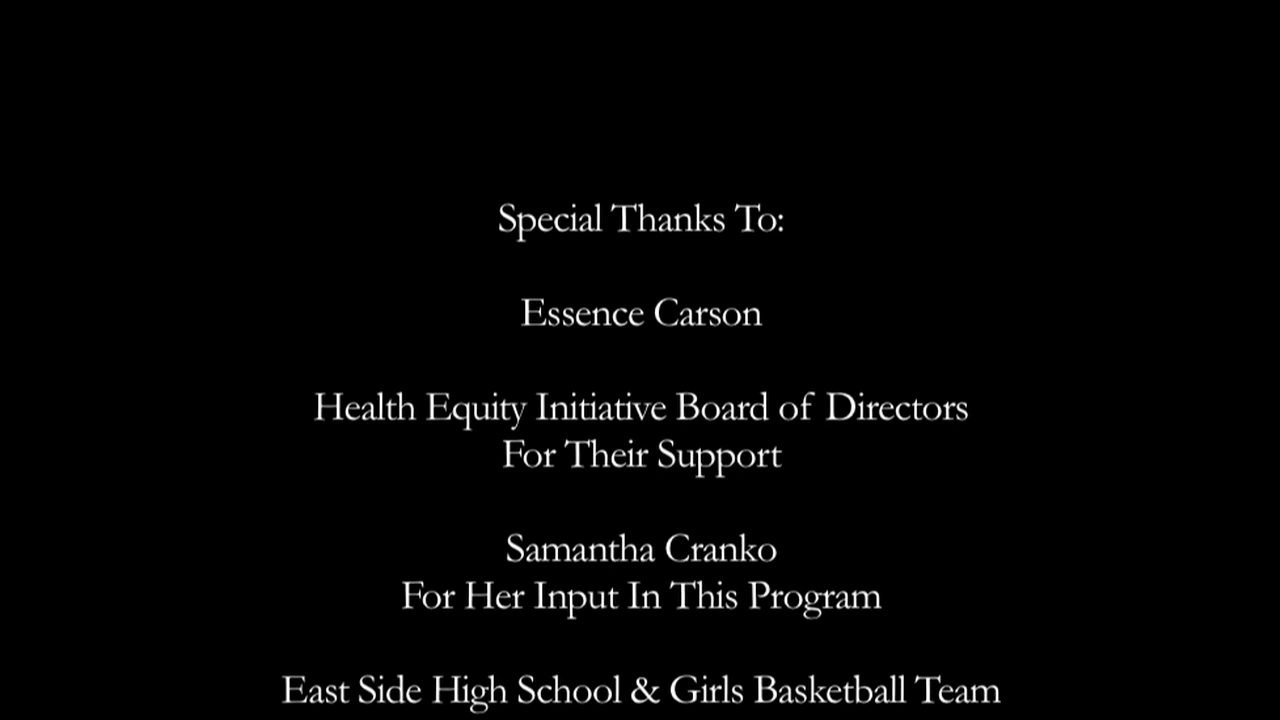 Special Thanks To:
Essence Carson
Health Equity Initiative Board of Directors
For Their Support
Samantha Cranko
For Her Input In This Program
East Side High School & Girls Basketball Team